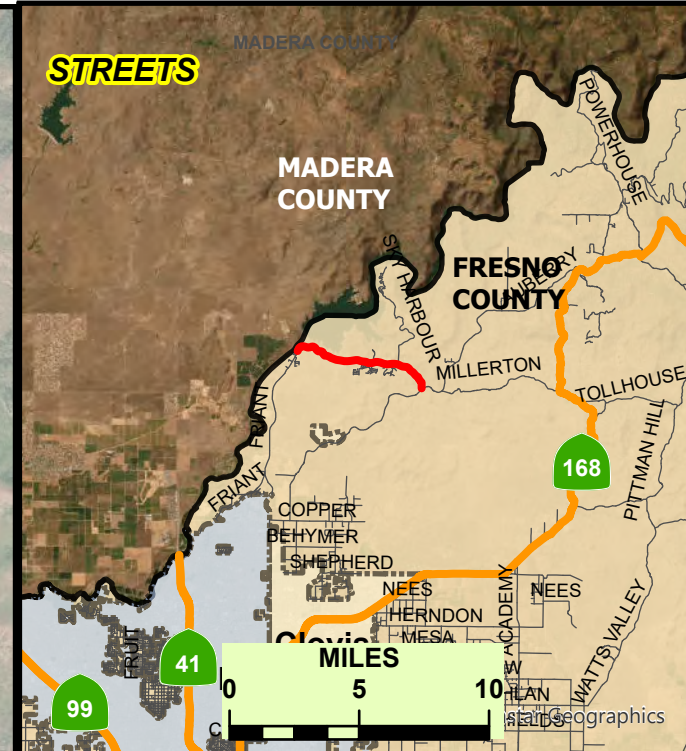 MADERA COUNTY
STREETS
MADERA
COUNTY
POWERHOUSE
SKY HARBOUR
FRESNO
COUNTY
MILLERTON
TOLLHOUSE
FRIANT
168
PITTMAN HILL
FRIANT
COPPER
BEHYMER
SHEPHERD
NEES
NEES
ACADEMY
HERNDON
MESA
WATTS VALLEY
FRUIT
Clovis
41
MILES
0 5 10
99
Geographics